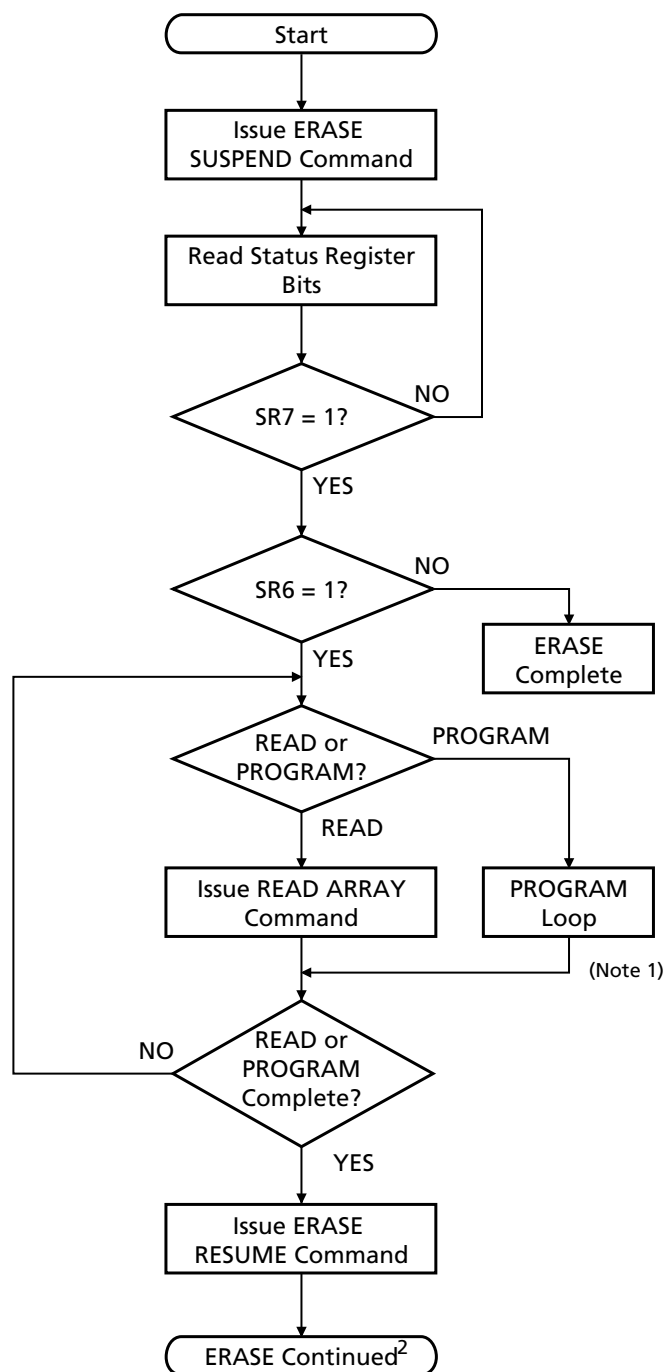 Start
Issue ERASE
SUSPEND Command
Read Status Register
Bits
NO
SR7 = 1?
YES
NO
SR6 = 1?
ERASE
Complete
YES
READ or
PROGRAM?
PROGRAM
READ
Issue READ ARRAY
Command
PROGRAM
Loop
(Note 1)
READ or
PROGRAM
Complete?
NO
YES
Issue ERASE
RESUME Command
ERASE Continued²